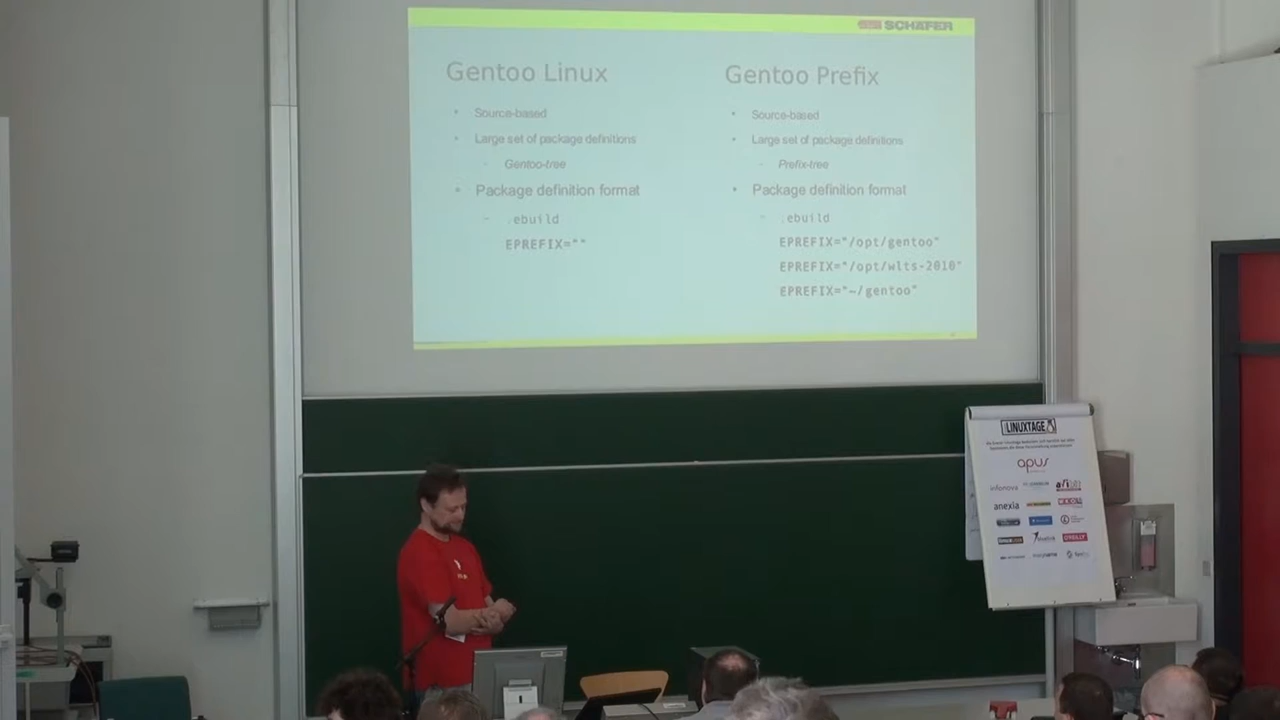 SCHÄFER
Gentoo Linux
Source-based
Large set of package definitions
Gentoo-tree
Package definition format
.ebuild
EPREFIX=""
Gentoo Prefix
Source-based
Large set of package definitions
Prefix-tree
Package definition format
.ebuild
EPREFIX="/opt/gentoo"
EPREFIX="/opt/wlts-2010"
EPREFIX="~/gentoo"
LINUXTAGE
apus
infonova
anexia
O'REILLY